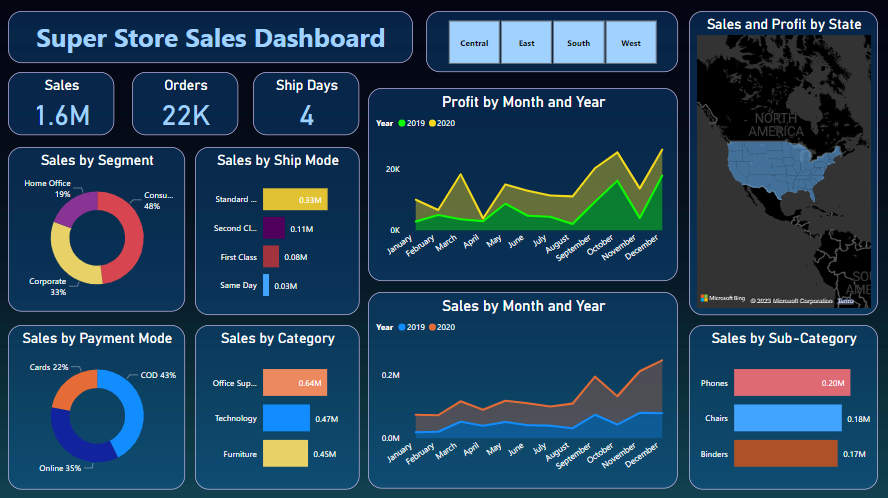 Super Store Sales Dashboard
Central
East
South
West
Sales and Profit by State
NORTH
AMERICA
SOU
AME
Microsoft Bing
© 2023 Microsoft Corporation
Terms
Sales
1.6M
Orders
22K
Ship Days
4
Profit by Month and Year
Year
2019
2020
20K
0K
January
February
March
April
May
June
July
August
September
October
November
December
Sales by Segment
Home Office
19%
Consu...
48%
Corporate
33%
Sales by Ship Mode
Standard ...
0.33M
Second Cl...
0.11M
First Class
0.08M
Same Day
0.03M
Sales by Month and Year
Year
2019
2020
0.2M
0.0M
January
February
March
April
May
June
July
August
September
October
November
December
Sales by Payment Mode
Cards 22%
COD 43%
Online 35%
Sales by Category
Office Sup...
0.64M
Technology
0.47M
Furniture
0.45M
Sales by Sub-Category
Phones
0.20M
Chairs
0.18M
Binders
0.17M